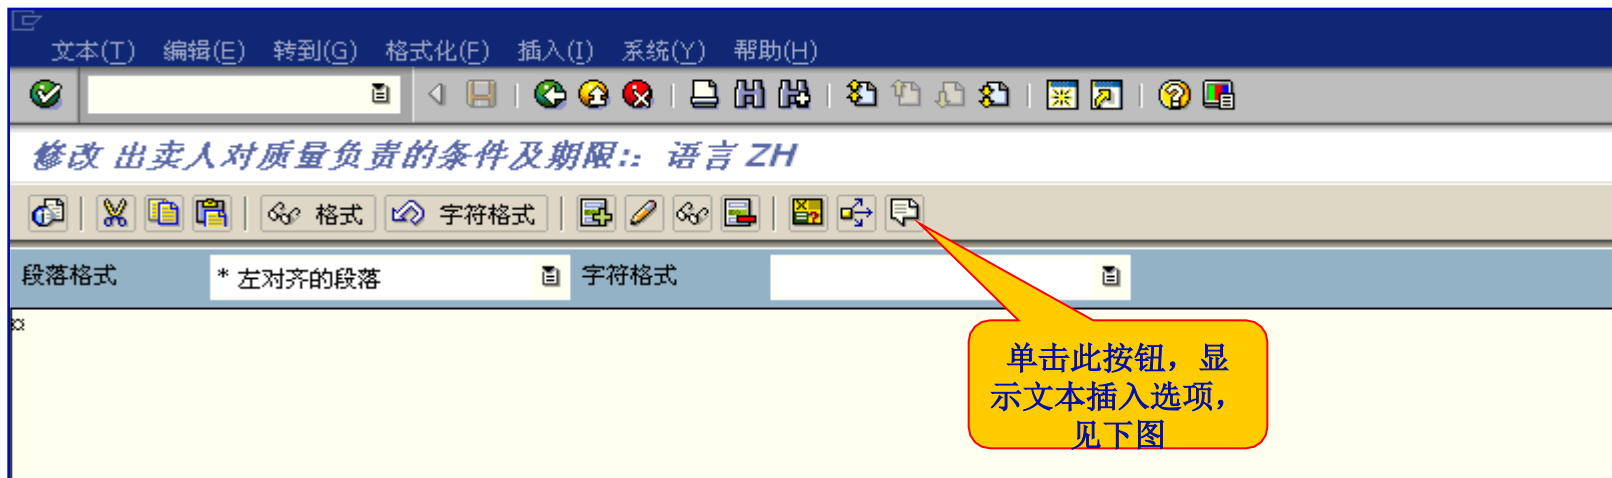 文本(T) 编辑(E) 转到(G) 格式化(F) 插入(I) 系统(Y) 帮助(H)
修改 出卖人对质量负责的条件及期限:: 语言 ZH
格式 字符格式
段落格式 * 左对齐的段落 字符格式
单击此按钮，显
示文本插入选项，
见下图